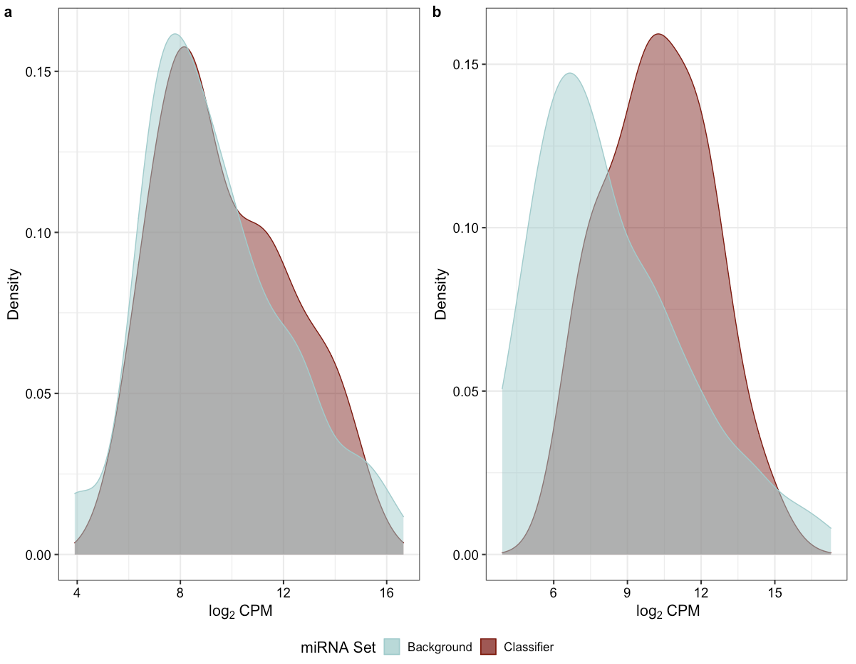 a
b
0.15
0.10
0.05
0.00
Density
4 8 12 16
log₂ CPM
0.15
0.10
0.05
0.00
Density
6 9 12 15
log₂ CPM
miRNA Set Background Classifier